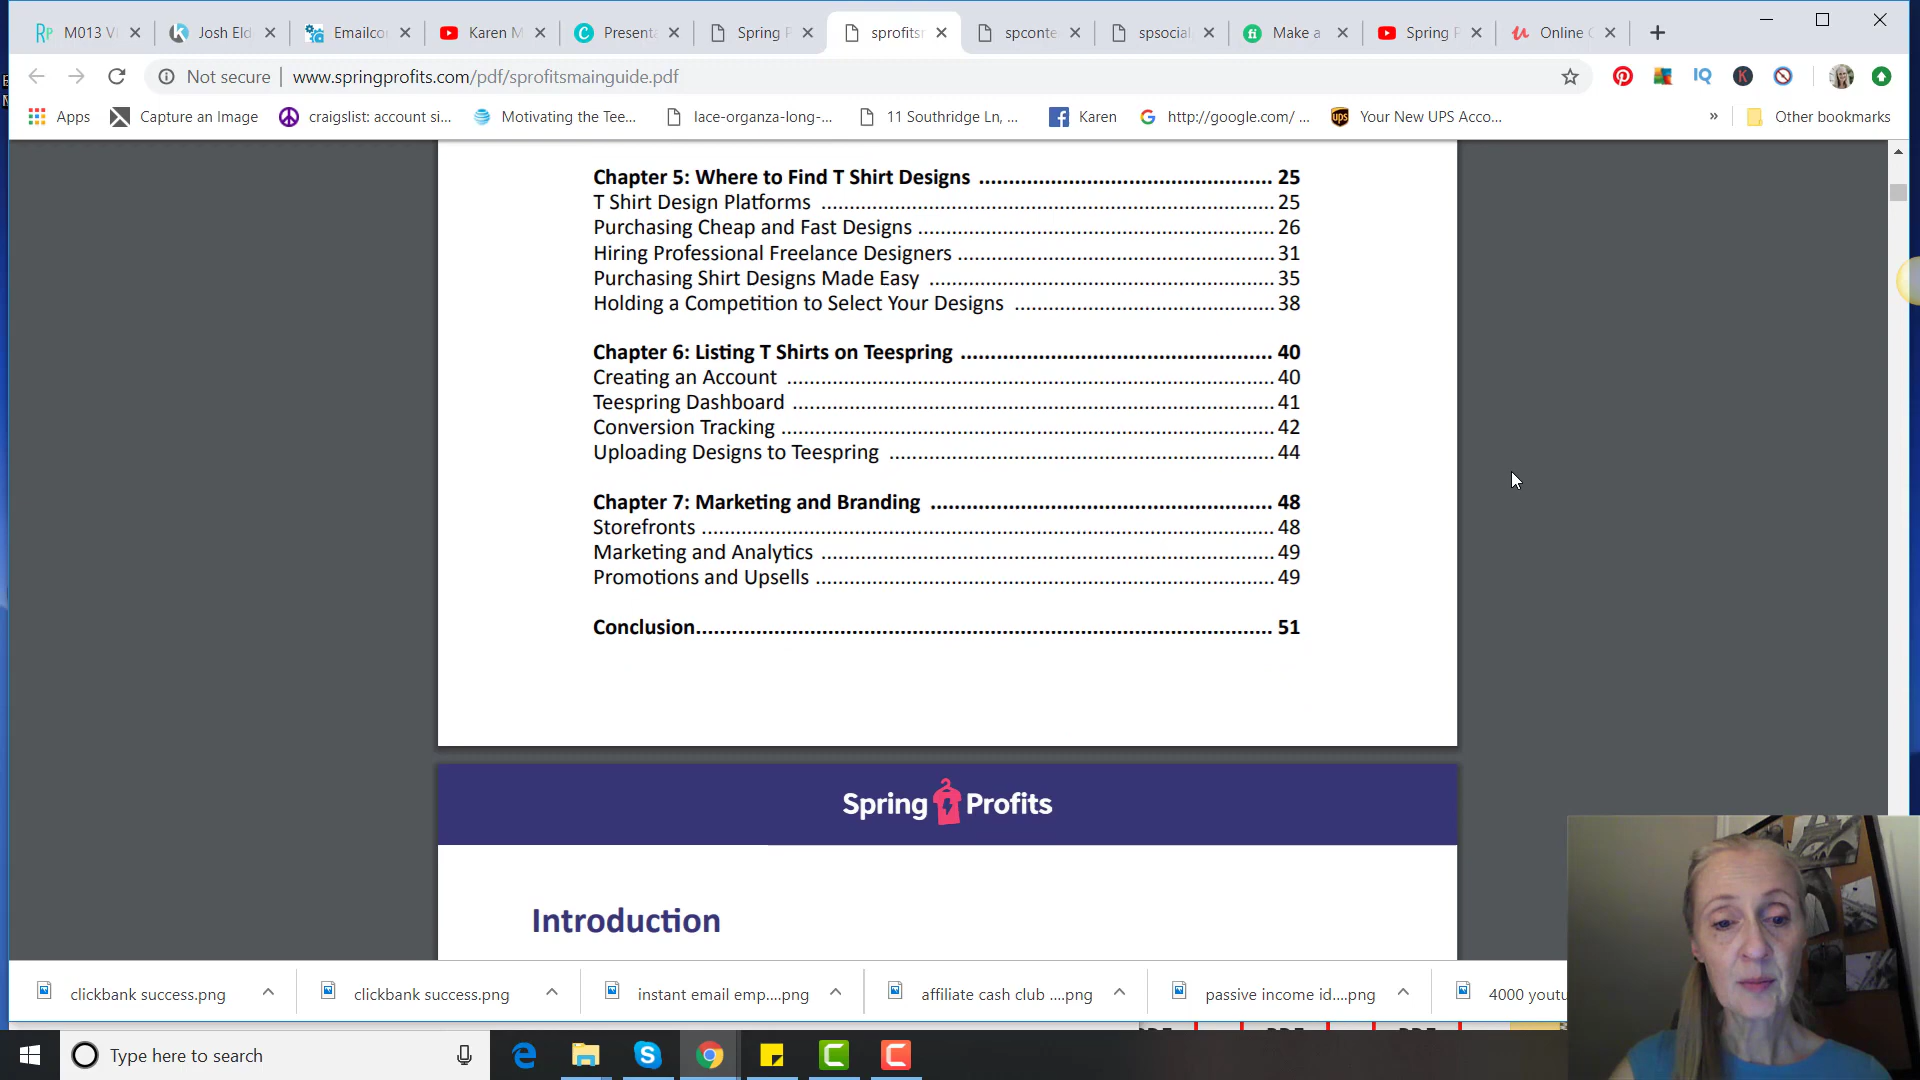 M013 V
Josh Eld
Emailco
Karen M
Present
Spring P
sprofits
spconte
spsocial
Make a
Spring P
Online
Not secure | www.springprofits.com/pdf/sprofitsmainguide.pdf
Apps
Capture an Image
craigslist: account si...
Motivating the Tee...
lace-organza-long-...
11 Southridge Ln, ...
Karen
http://google.com/ ...
Your New UPS Acco...
»
Other bookmarks
Chapter 5: Where to Find T Shirt Designs .................................................. 25
T Shirt Design Platforms .............................................................................. 25
Purchasing Cheap and Fast Designs ............................................................. 26
Hiring Professional Freelance Designers ...................................................... 31
Purchasing Shirt Designs Made Easy ........................................................... 35
Holding a Competition to Select Your Designs ............................................ 38
Chapter 6: Listing T Shirts on Teespring ..................................................... 40
Creating an Account .................................................................................... 40
Teespring Dashboard ................................................................................... 41
Conversion Tracking ..................................................................................... 42
Uploading Designs to Teespring .................................................................. 44
Chapter 7: Marketing and Branding .......................................................... 48
Storefronts .................................................................................................. 48
Marketing and Analytics .............................................................................. 49
Promotions and Upsells ............................................................................... 49
Conclusion.................................................................................................. 51
Spring Profits
Introduction
clickbank success.png
clickbank success.png
instant email emp....png
affiliate cash club ....png
passive income id....png
4000 youtu
Type here to search